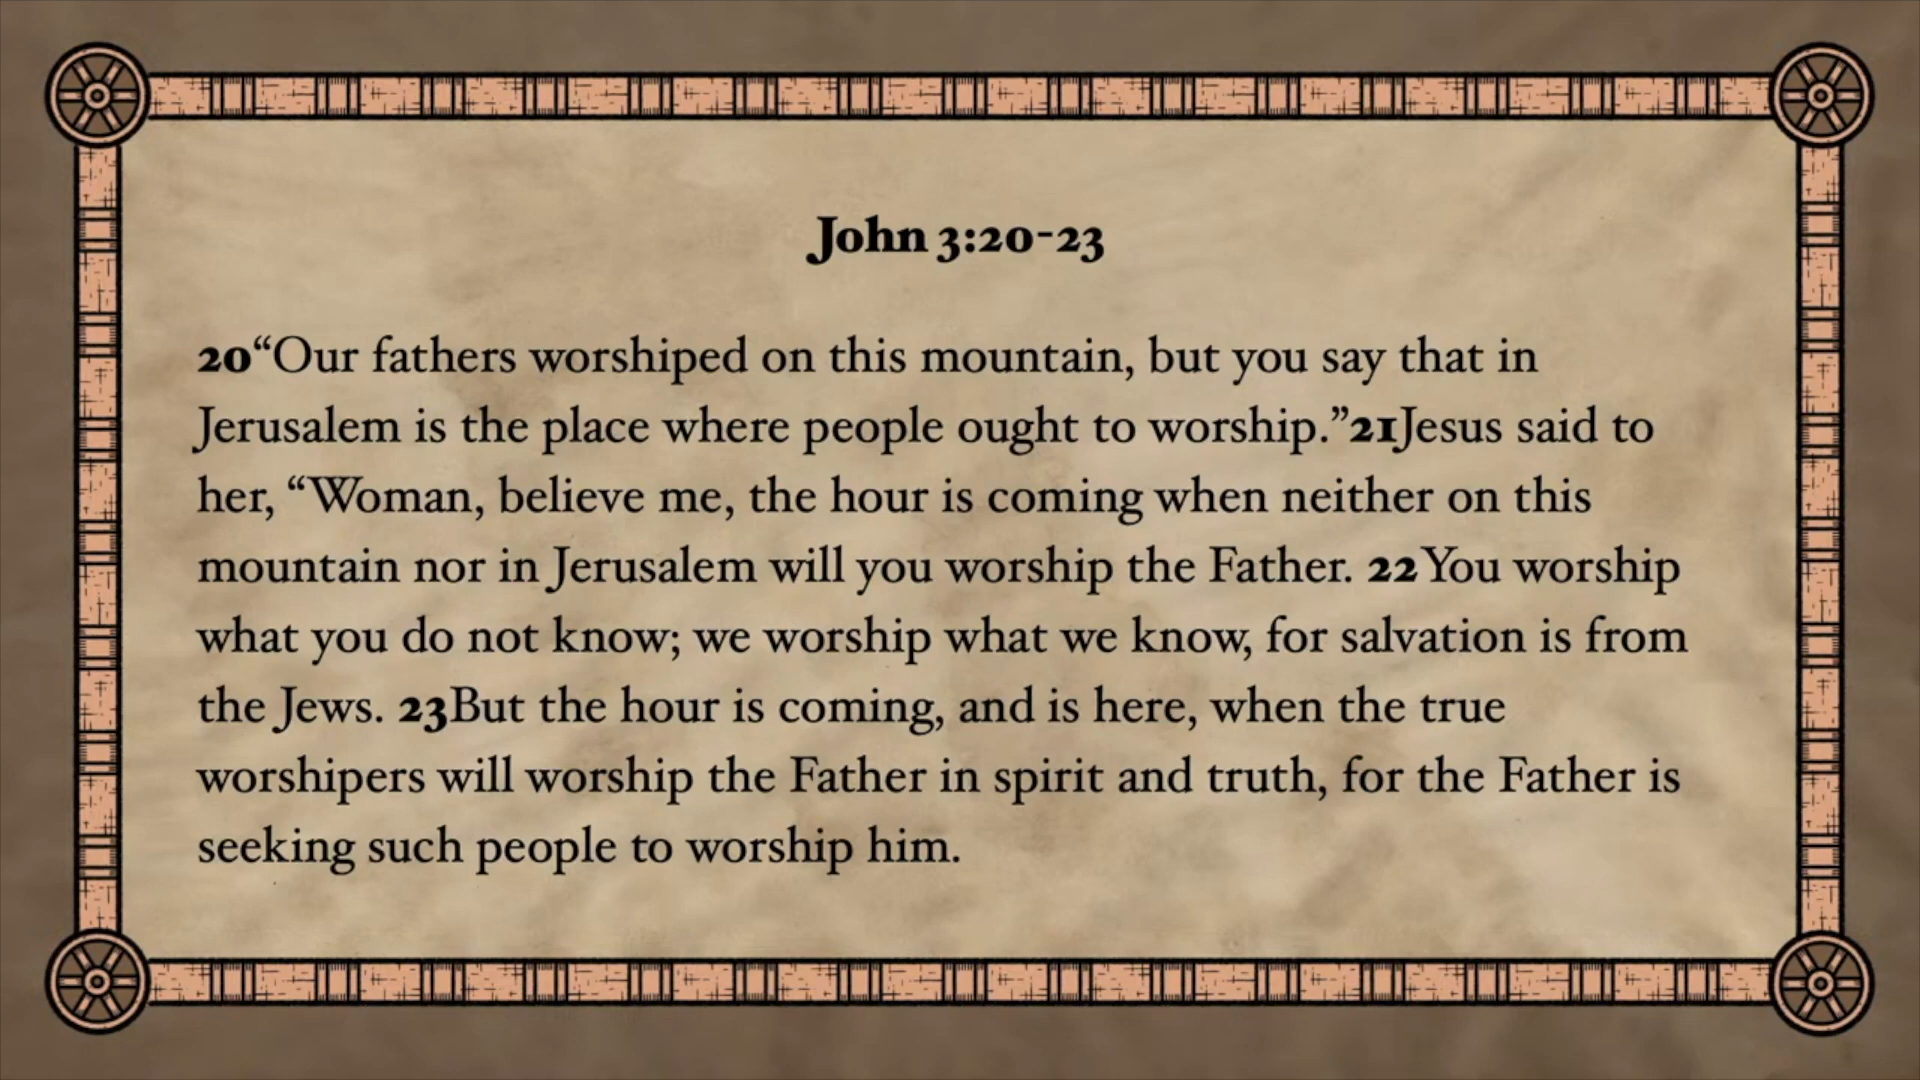 John 3:20-23
20“Our fathers worshiped on this mountain, but you say that in
Jerusalem is the place where people ought to worship.”21Jesus said to
her, “Woman, believe me, the hour is coming when neither on this
mountain nor in Jerusalem will you worship the Father. 22You worship
what you do not know; we worship what we know, for salvation is from
the Jews. 23But the hour is coming, and is here, when the true
worshipers will worship the Father in spirit and truth, for the Father is
seeking such people to worship him.